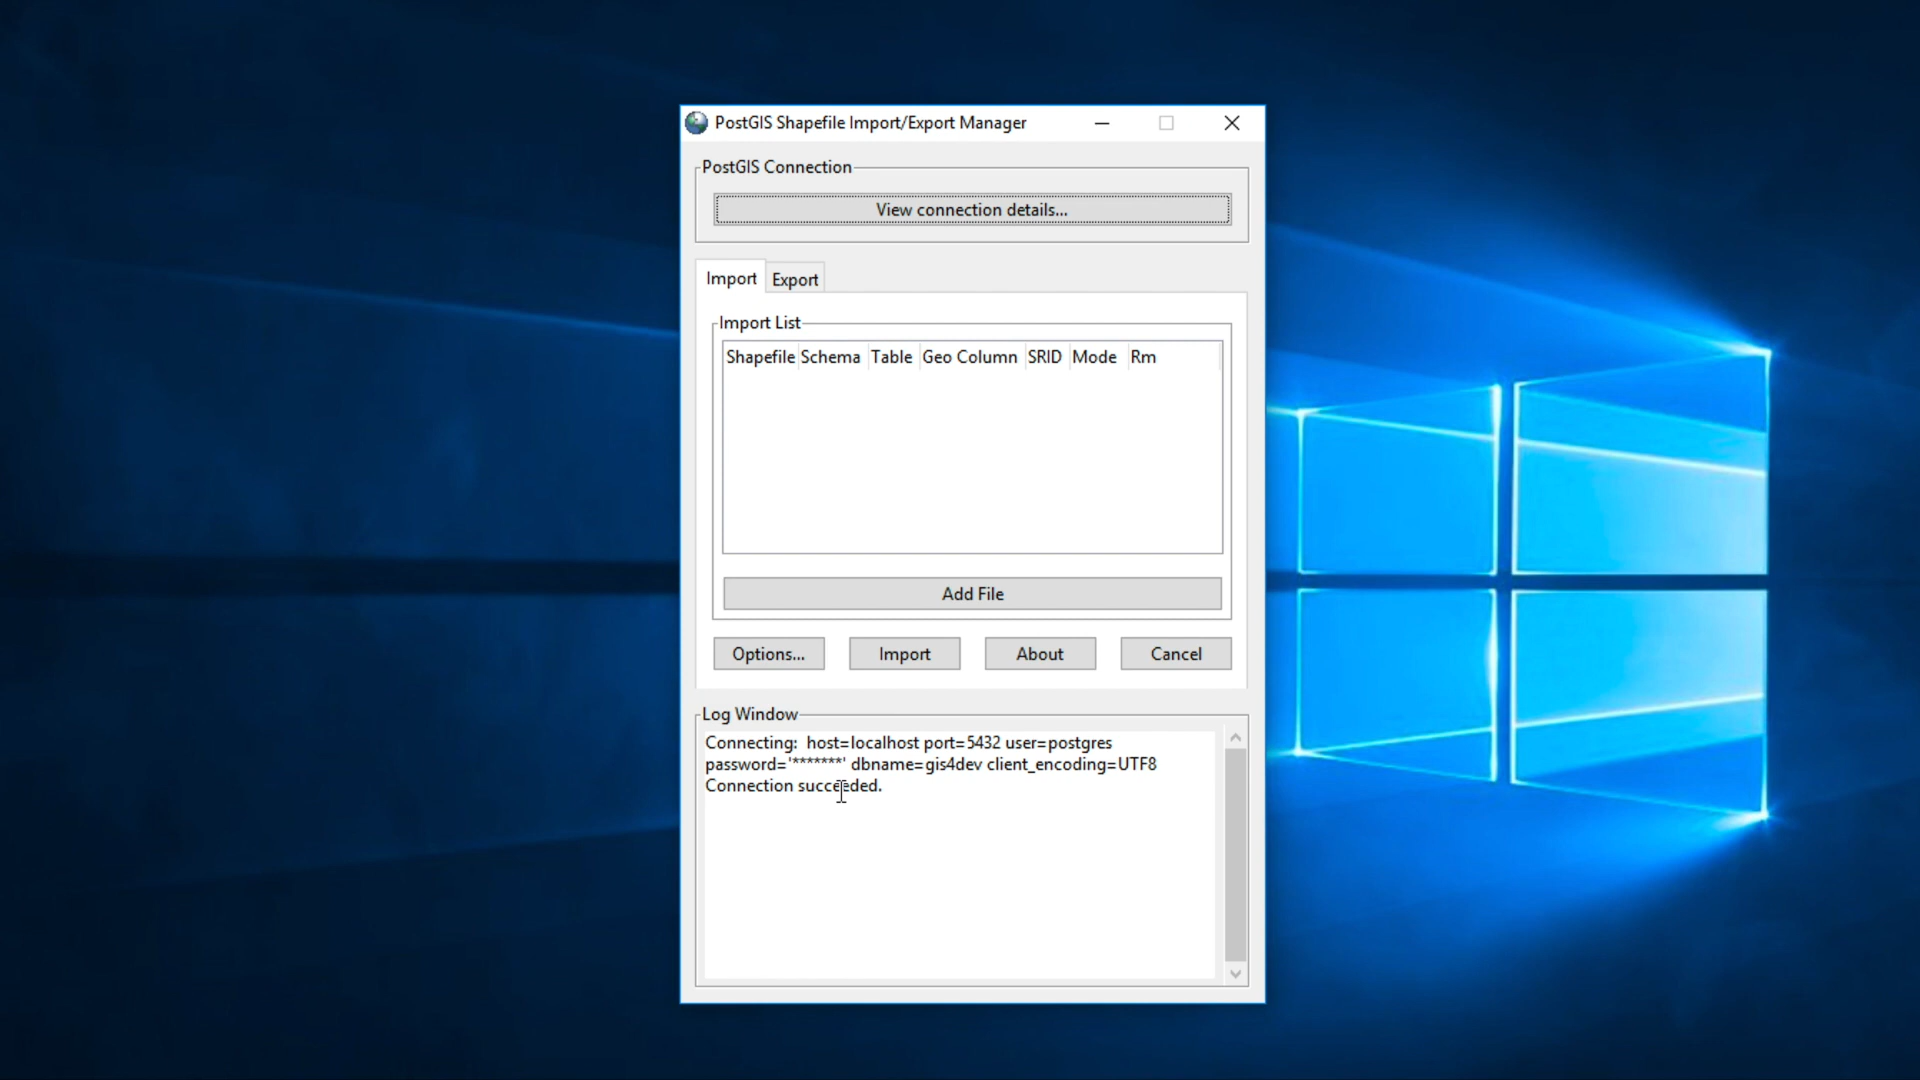 PostGIS Shapefile Import/Export Manager
PostGIS Connection
View connection details...
Import Export
Import List
Shapefile Schema Table Geo Column SRID Mode Rm
Add File
Options... Import About Cancel
Log Window
Connecting:  host=localhost port=5432 user=postgres
password='*******' dbname=gis4dev client_encoding=UTF8
Connection succeeded.